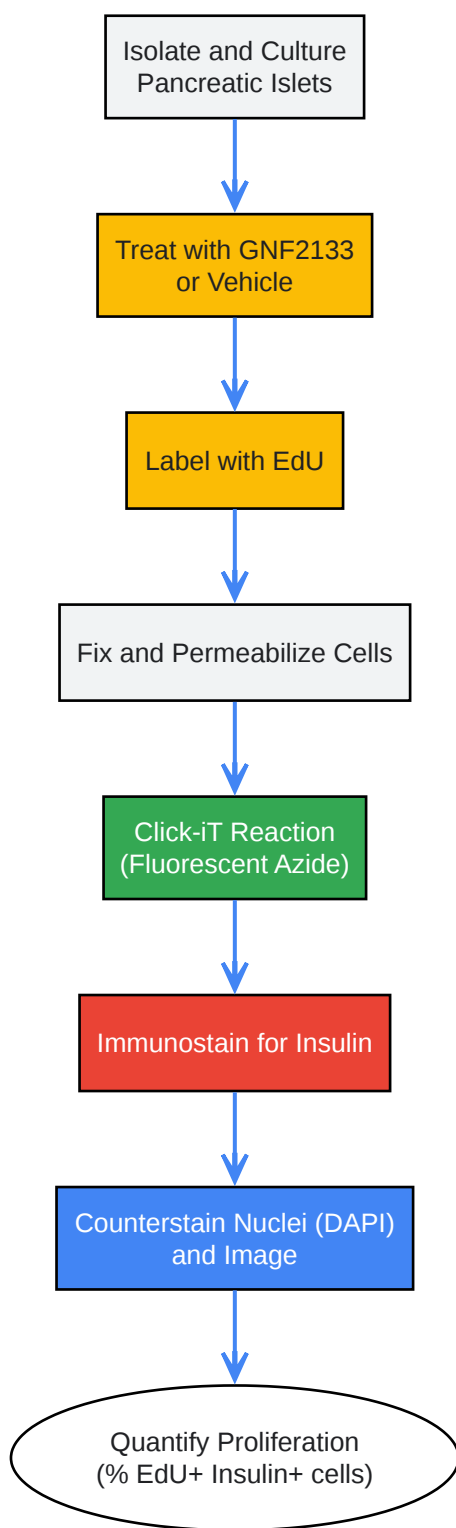 Isolate and Culture
Pancreatic Islets
Treat with GNF2133
or Vehicle
Label with EdU
Fix and Permeabilize Cells
Click-iT Reaction
(Fluorescent Azide)
Immunostain for Insulin
Counterstain Nuclei (DAPI)
and Image
Quantify Proliferation
(% EdU+ Insulin+ cells)